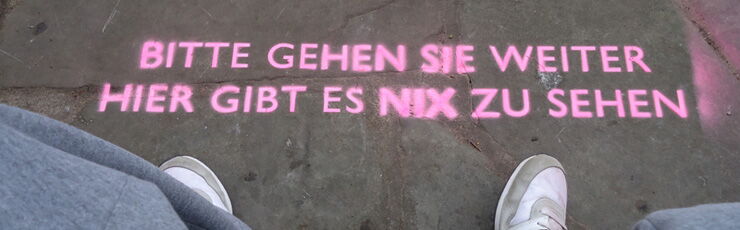 BITTE GEHEN SIE WEITER
HIER GIBT ES NIX ZU SEHEN